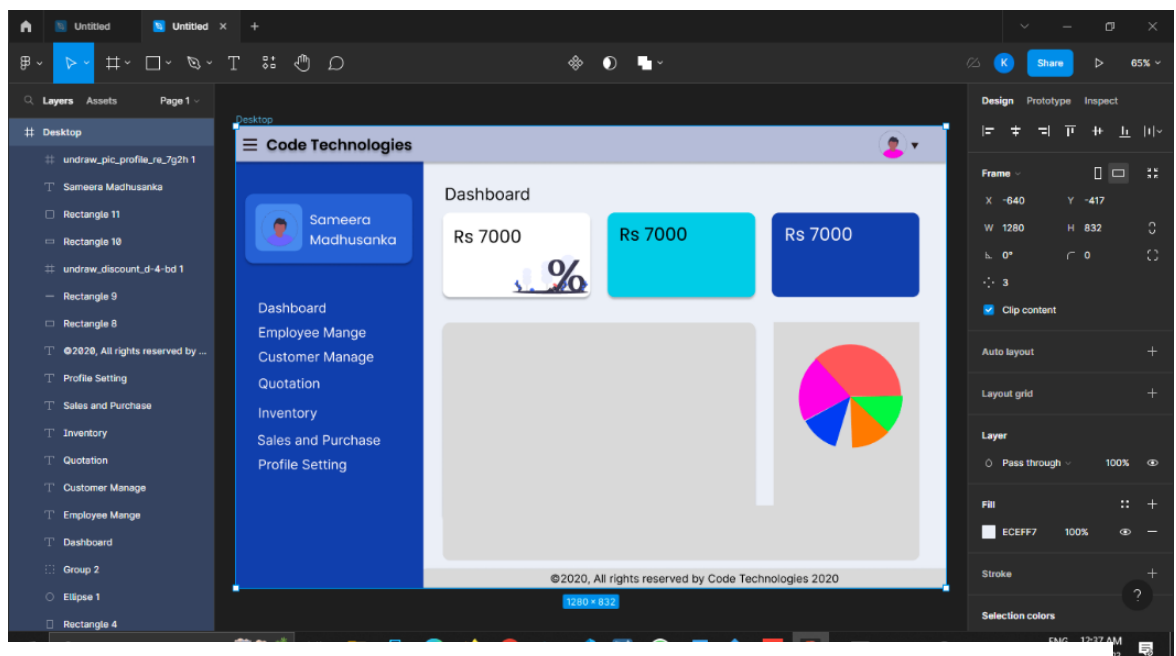 Untitled
Untitled
Share
K
65%
Layers Assets Page 1
Design Prototype Inspect
Desktop
undraw_pic_profile_re_7g2h 1
Sameera Madhusanka
Rectangle 11
Rectangle 10
undraw_discount_d-4-bd 1
Rectangle 9
Rectangle 8
©2020, All rights reserved by ...
Profile Setting
Sales and Purchase
Inventory
Quotation
Customer Manage
Employee Mange
Dashboard
Group 2
Ellipse 1
Rectangle 4
Desktop
Code Technologies
Sameera
Madhusanka
Dashboard
Employee Mange
Customer Manage
Quotation
Inventory
Sales and Purchase
Profile Setting
Dashboard
Rs 7000
%
Rs 7000
Rs 7000
©2020, All rights reserved by Code Technologies 2020
1280 × 832
Frame
X -640 Y -417
W 1280 H 832
0° 0
3
Clip content
Auto layout
Layout grid
Layer
Pass through 100%
Fill
ECEFF7 100%
Stroke
?
Selection colors
ENG 12:37 AM